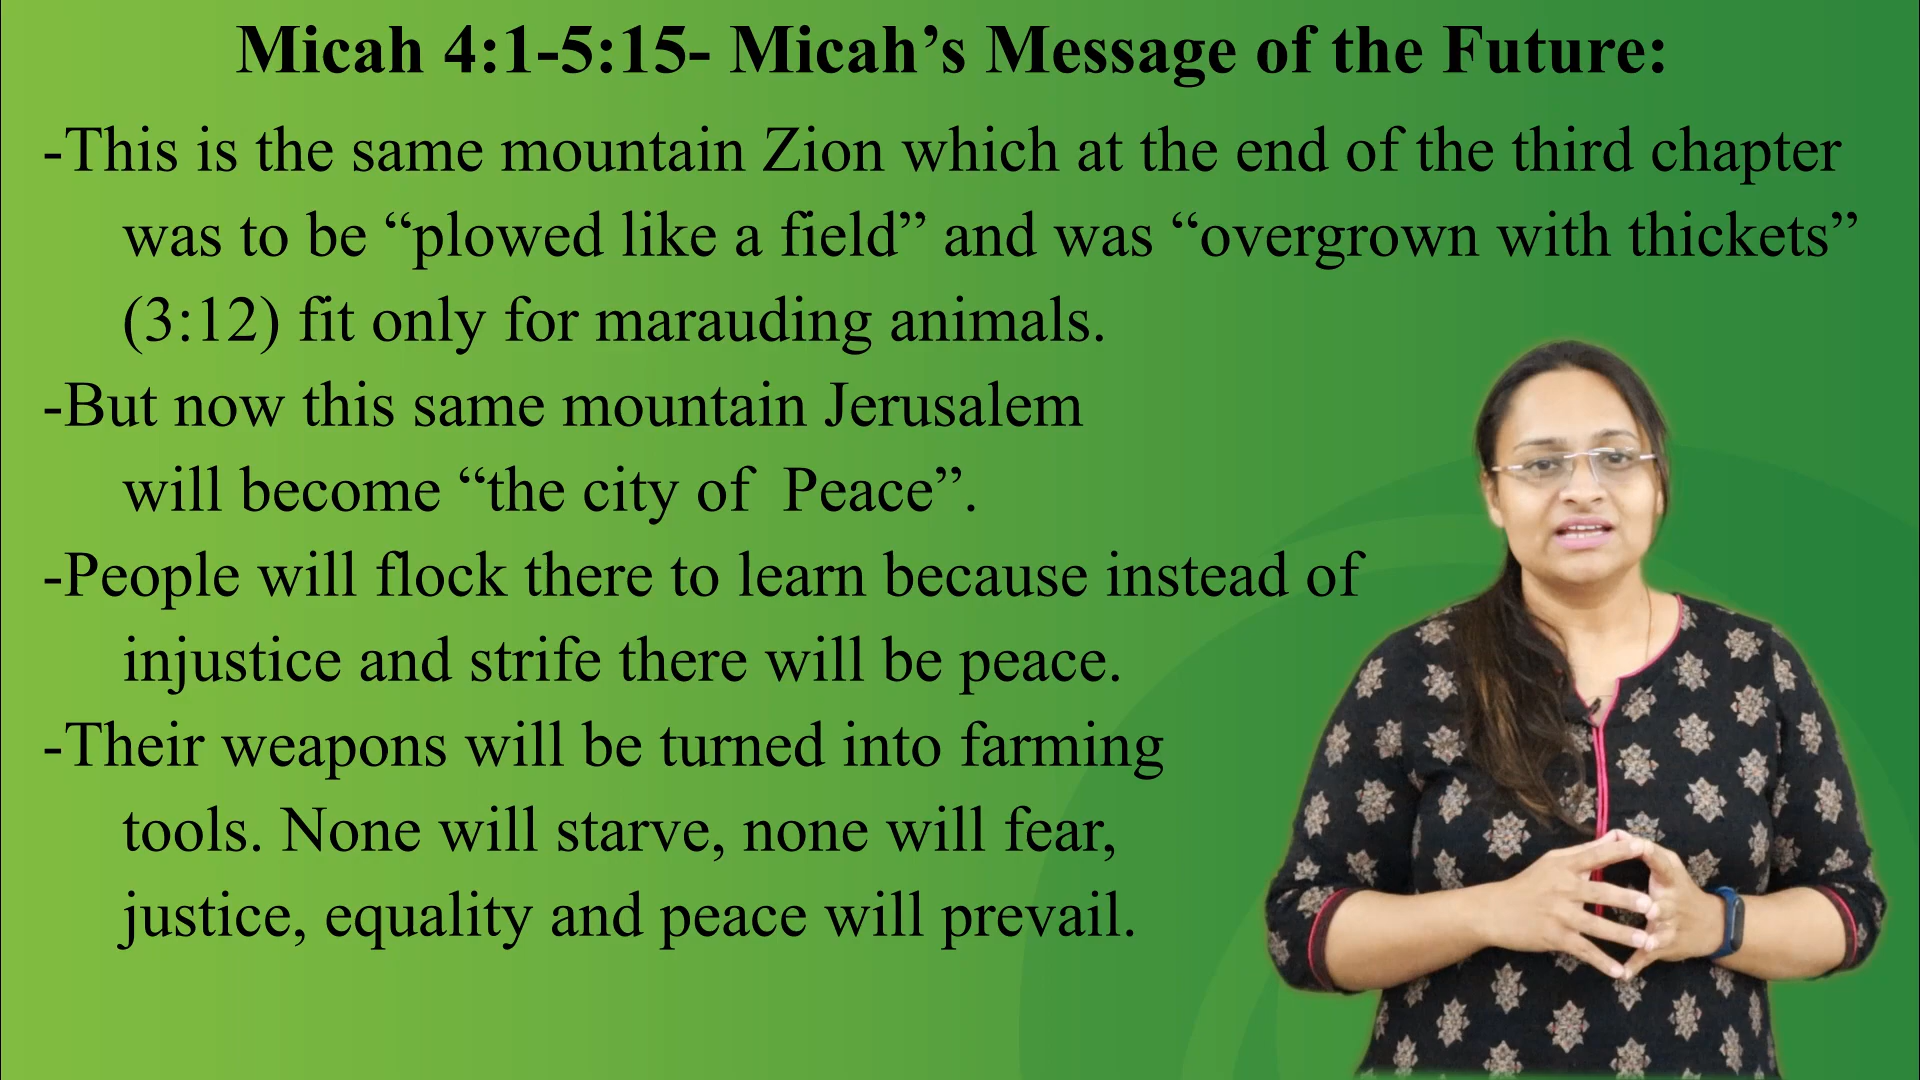 Micah 4:1-5:15- Micah’s Message of the Future:
-This is the same mountain Zion which at the end of the third chapter
was to be “plowed like a field” and was “overgrown with thickets”
(3:12) fit only for marauding animals.
-But now this same mountain Jerusalem
will become “the city of  Peace”.
-People will flock there to learn because instead of
injustice and strife there will be peace.
-Their weapons will be turned into farming
tools. None will starve, none will fear,
justice, equality and peace will prevail.